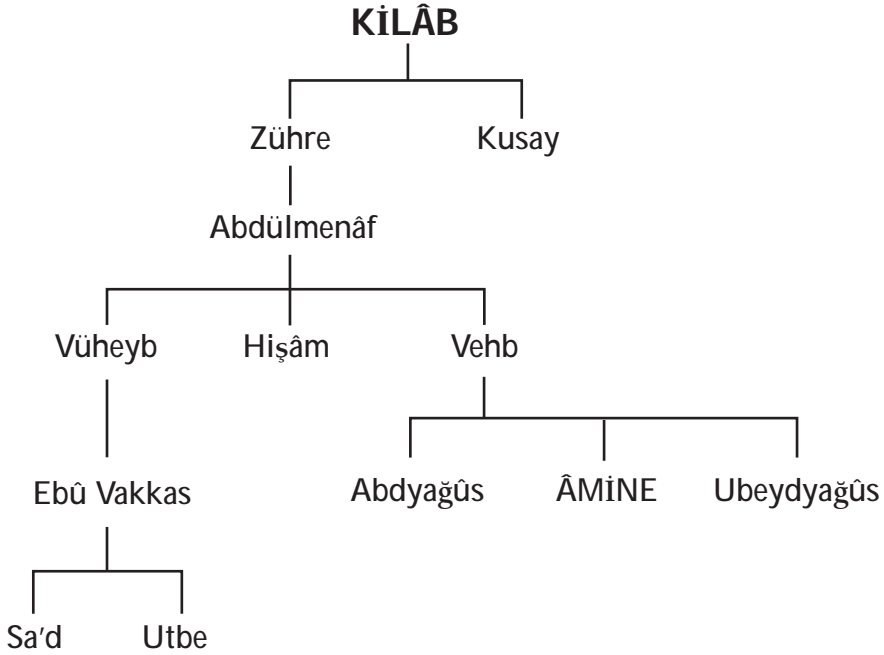 KİLÂB
Zühre Kusay
Abdülmenâf
Vüheyb Hişâm Vehb
Ebû Vakkas Abdyağûs ÂMİNE Ubeydyağûs
Sa'd Utbe